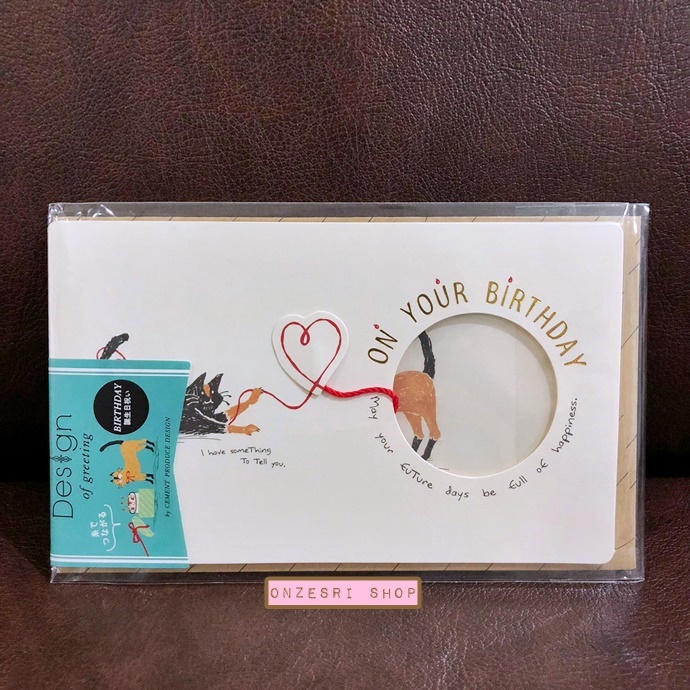 ON YOUR BIRTHDAY
May your future days be full of happiness.
I have someThing
To Tell you.
Design
of greeting
BIRTHDAY
誕生日祝い
by CEMENT PRODUCE DESIGN
糸で
つながる
ONZESRI SHOP